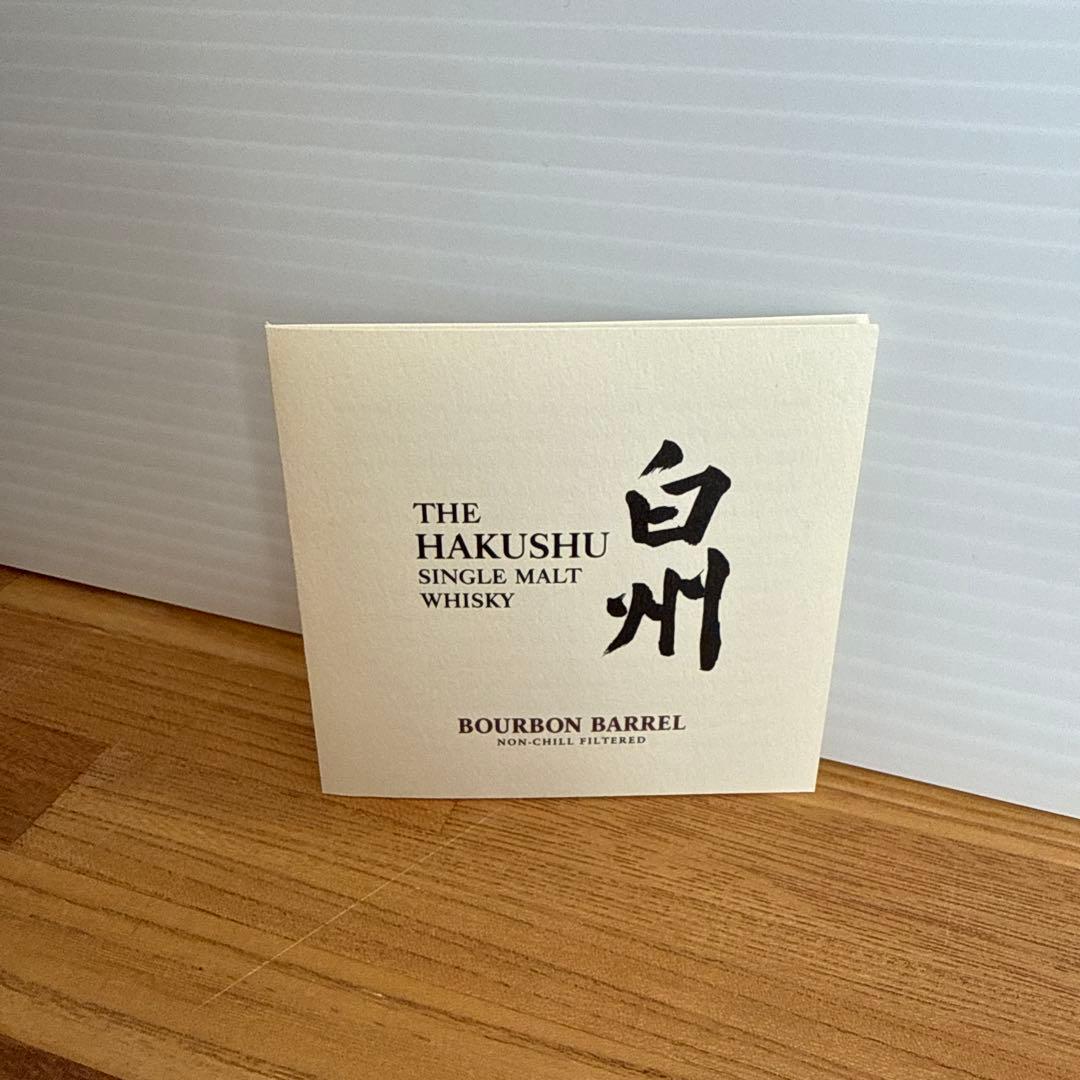 THE
HAKUSHU
SINGLE MALT
WHISKY
白州
BOURBON BARREL
NON-CHILL FILTERED